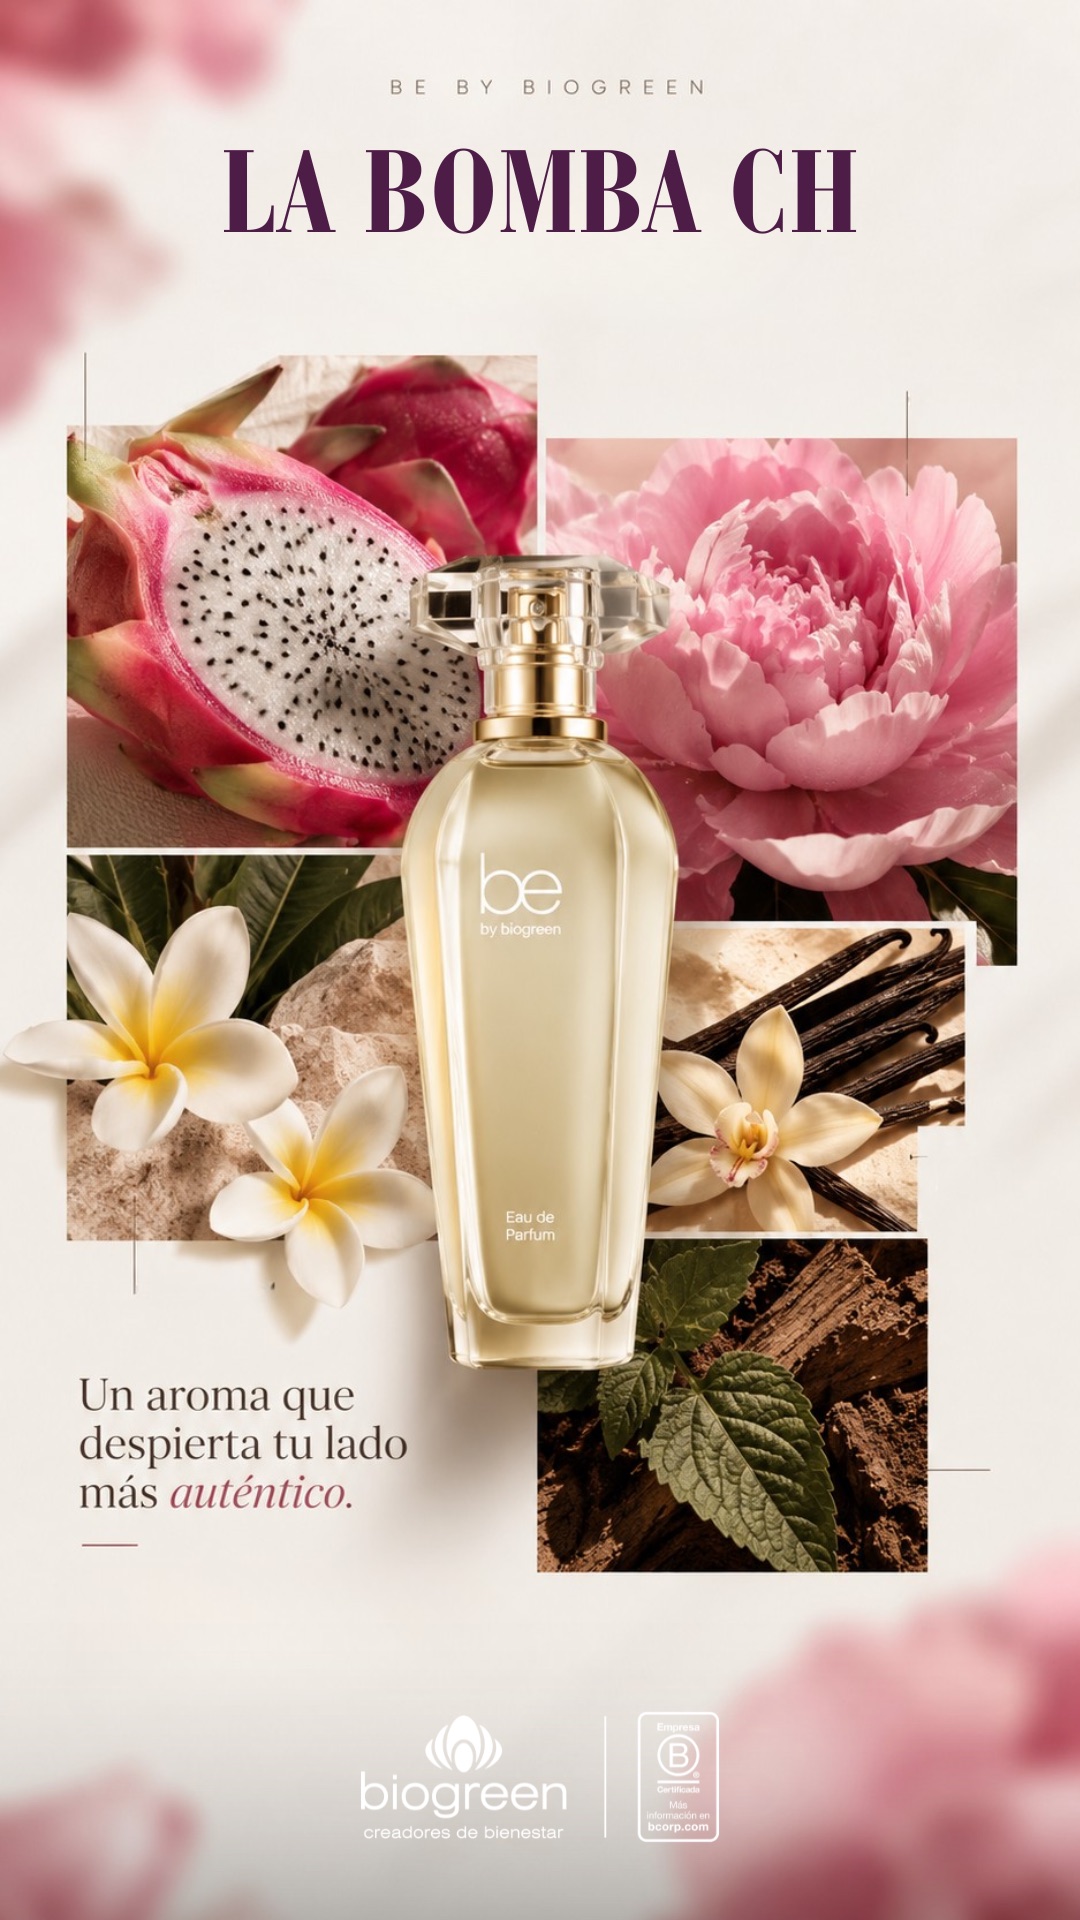 BE BY BIOGREEN
LA BOMBA CH
be
by biogreen
Eau de
Parfum
Un aroma que
despierta tu lado
más auténtico.
biogreen
creadores de bienestar
Empresa
B
®
Certificada
Más
información en
bcorp.com